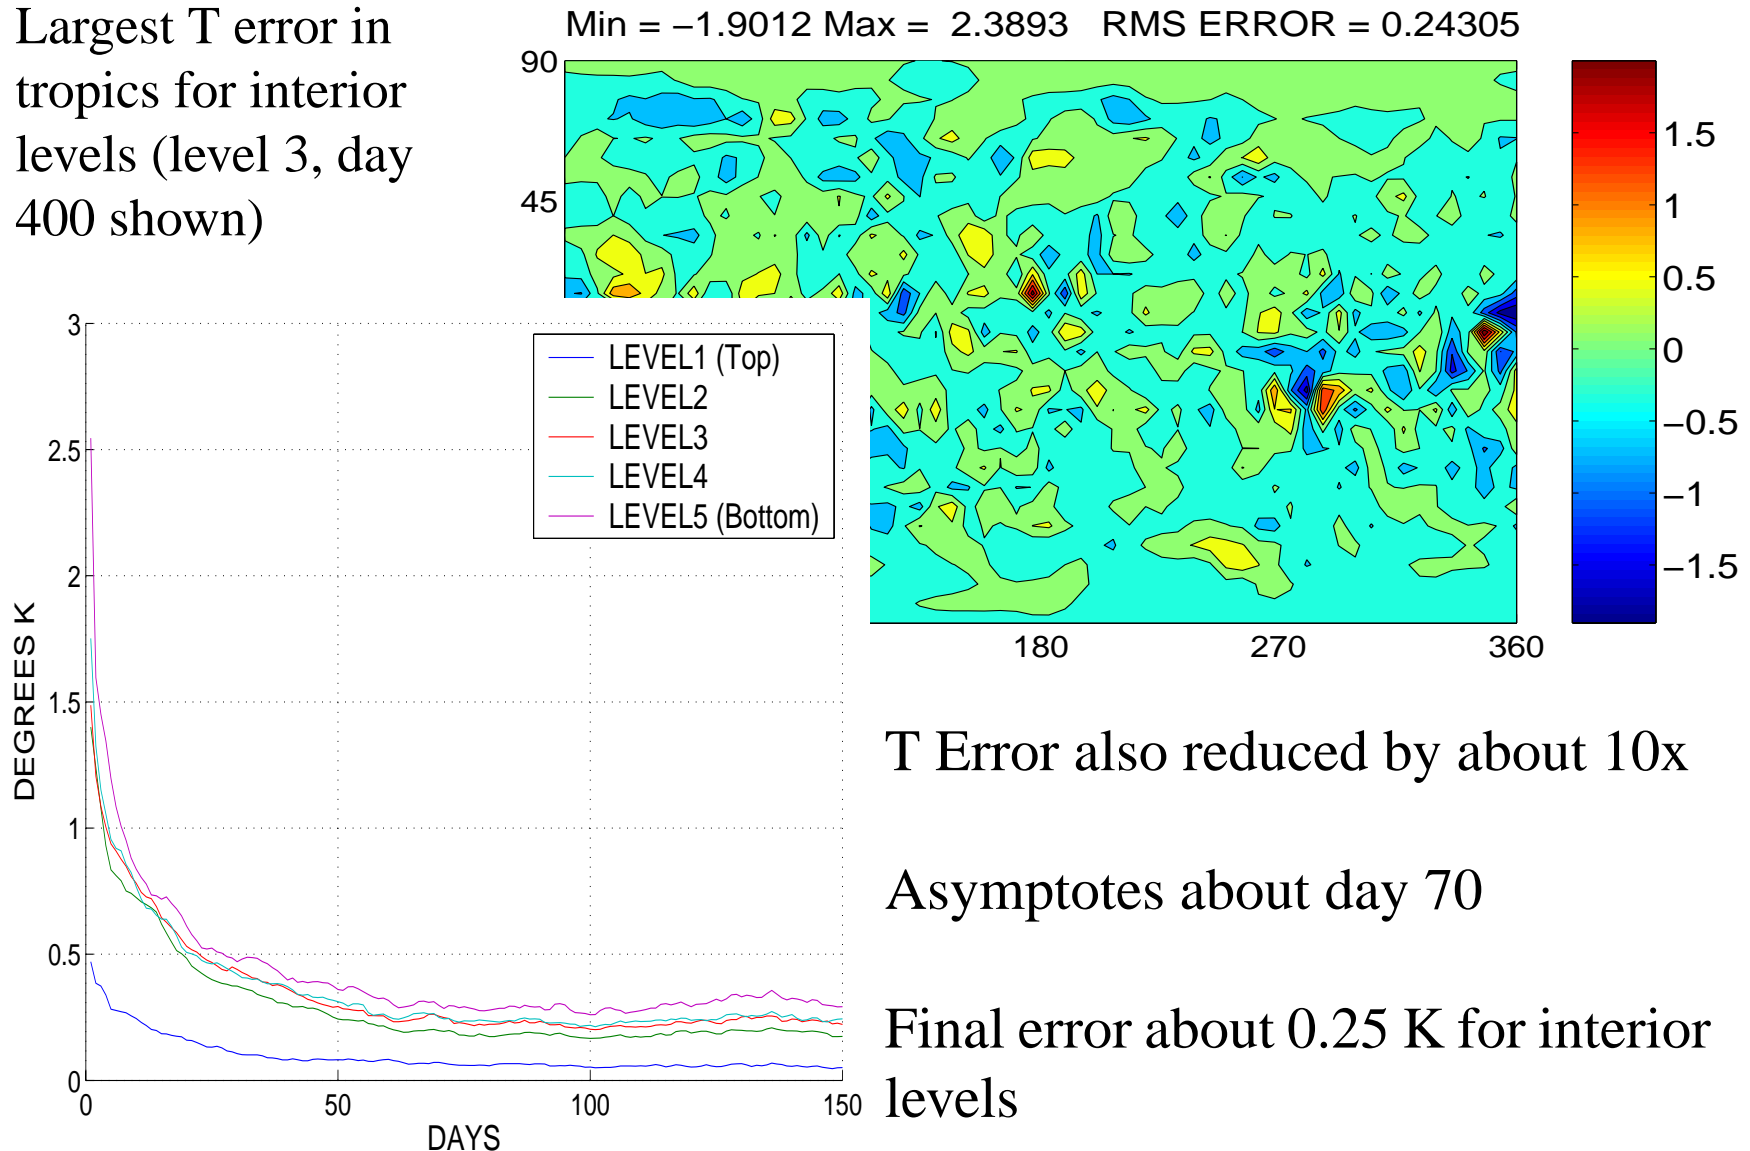 Largest T error in
tropics for interior
levels (level 3, day
400 shown)
Min = −1.9012 Max =  2.3893   RMS ERROR = 0.24305
90
45
180
270
360
1.5
1
0.5
0
−0.5
−1
−1.5
3
2.5
2
1.5
1
0.5
0
DEGREES K
0
50
100
150
DAYS
LEVEL1 (Top)
LEVEL2
LEVEL3
LEVEL4
LEVEL5 (Bottom)
T Error also reduced by about 10x
Asymptotes about day 70
Final error about 0.25 K for interior
levels